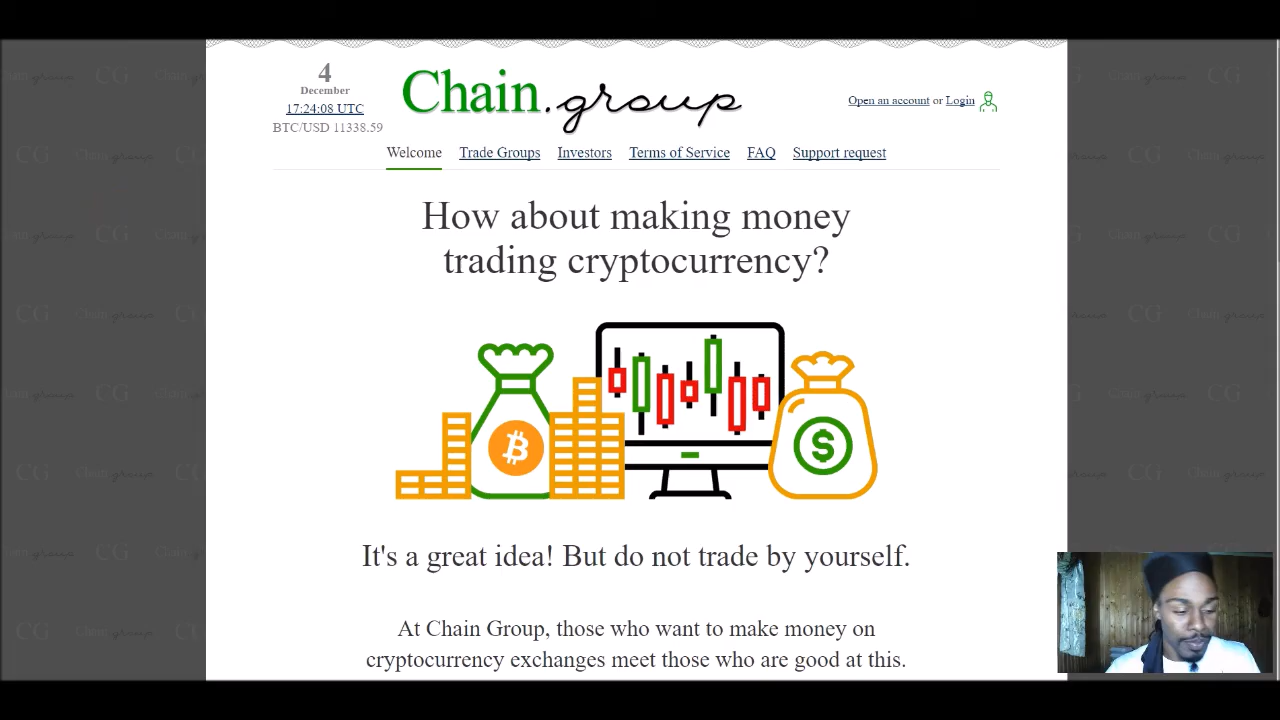 4
December
17:24:08 UTC
BTC/USD 11338.59
Chain.group
Open an account or Login
Welcome Trade Groups Investors Terms of Service FAQ Support request
How about making money
trading cryptocurrency?
It's a great idea! But do not trade by yourself.
At Chain Group, those who want to make money on
cryptocurrency exchanges meet those who are good at this.